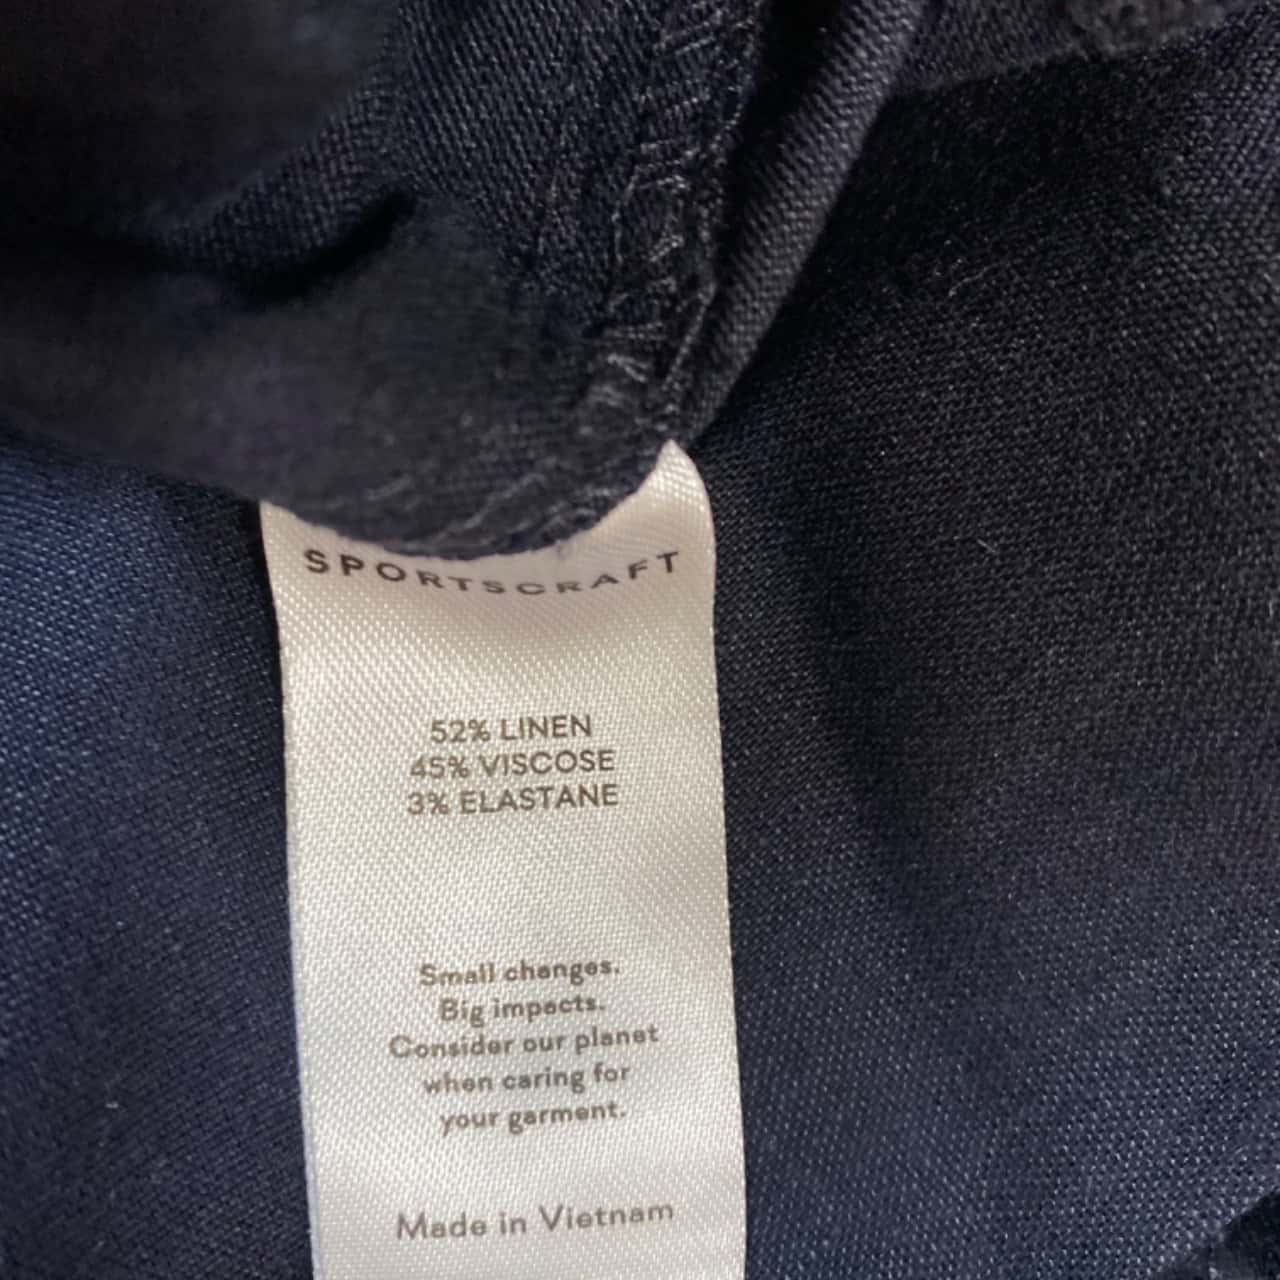 SPORTSCRAFT
52% LINEN
45% VISCOSE
3% ELASTANE
Small changes.
Big impacts.
Consider our planet
when caring for
your garment.
Made in Vietnam